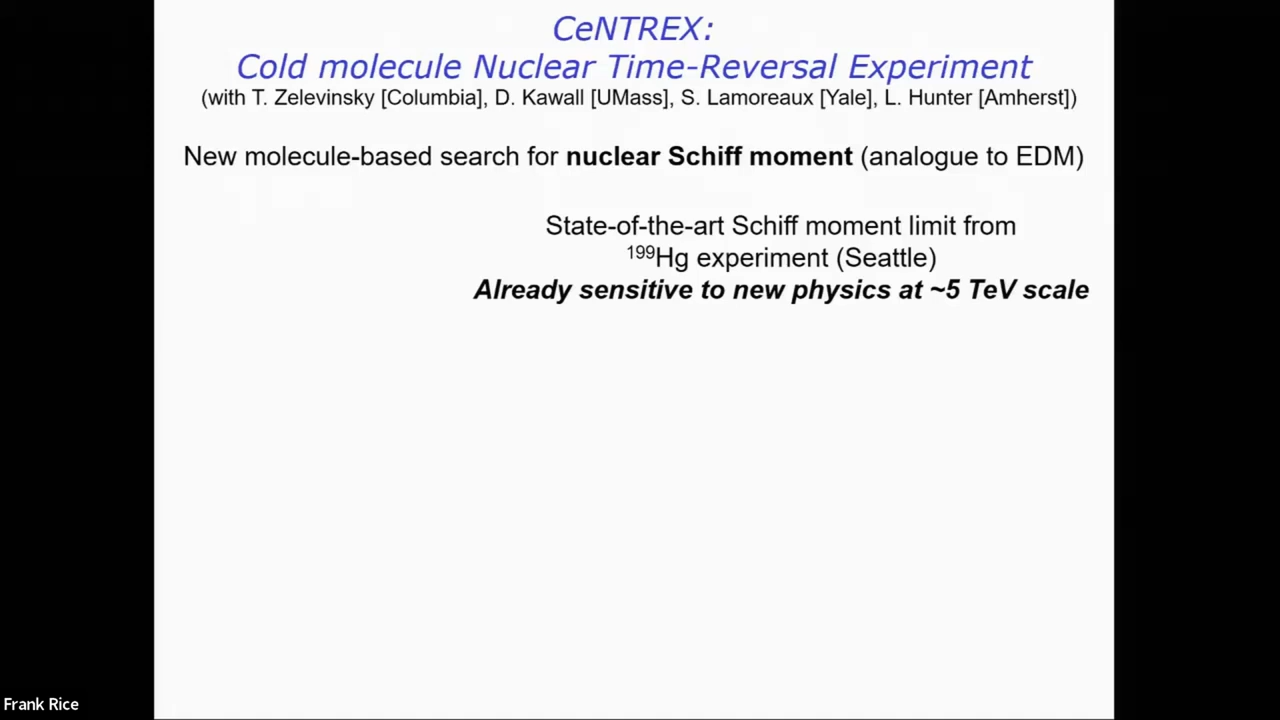 CeNTREX:
Cold molecule Nuclear Time-Reversal Experiment
(with T. Zelevinsky [Columbia], D. Kawall [UMass], S. Lamoreaux [Yale], L. Hunter [Amherst])
New molecule-based search for nuclear Schiff moment (analogue to EDM)
State-of-the-art Schiff moment limit from
¹⁹⁹Hg experiment (Seattle)
Already sensitive to new physics at ~5 TeV scale
Frank Rice